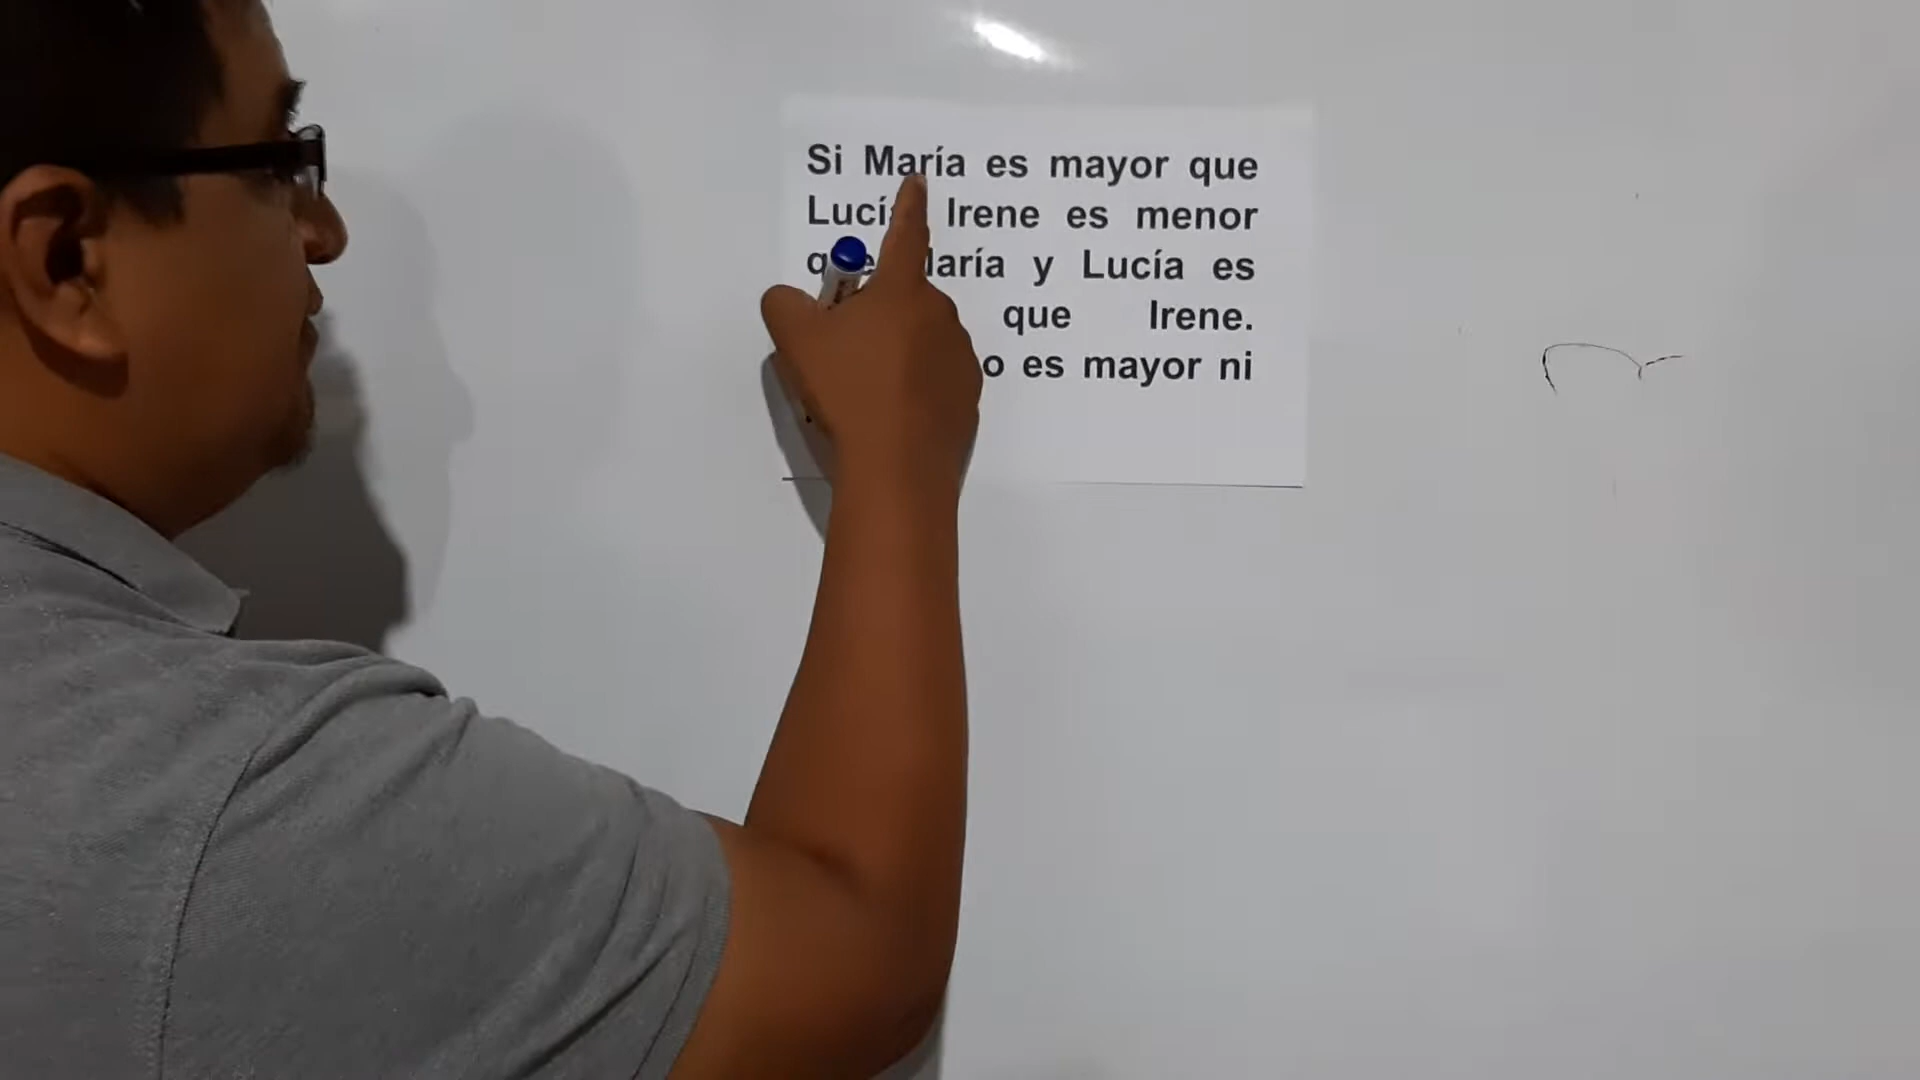 Si María es mayor que
Lucía Irene es menor
que María y Lucía es
que Irene.
o es mayor ni